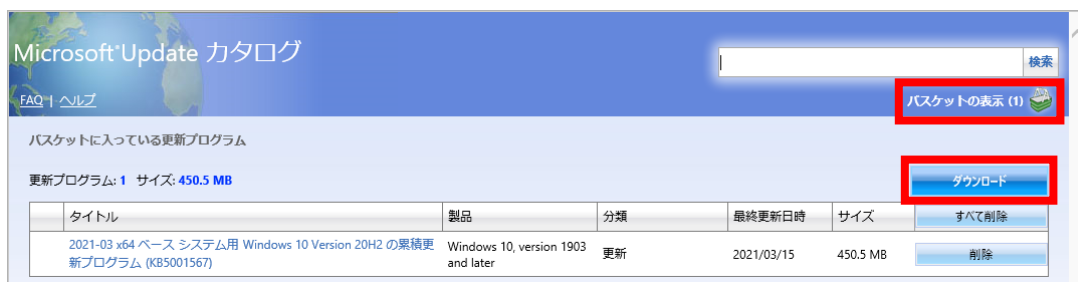 Microsoft®Update カタログ
検索
FAQ | ヘルプ
バスケットの表示 (1)
バスケットに入っている更新プログラム
更新プログラム: 1 サイズ: 450.5 MB
ダウンロード
タイトル 製品 分類 最終更新日時 サイズ すべて削除
2021-03 x64 ベース システム用 Windows 10 Version 20H2 の累積更 Windows 10, version 1903 更新 2021/03/15 450.5 MB 削除
新プログラム (KB5001567) and later